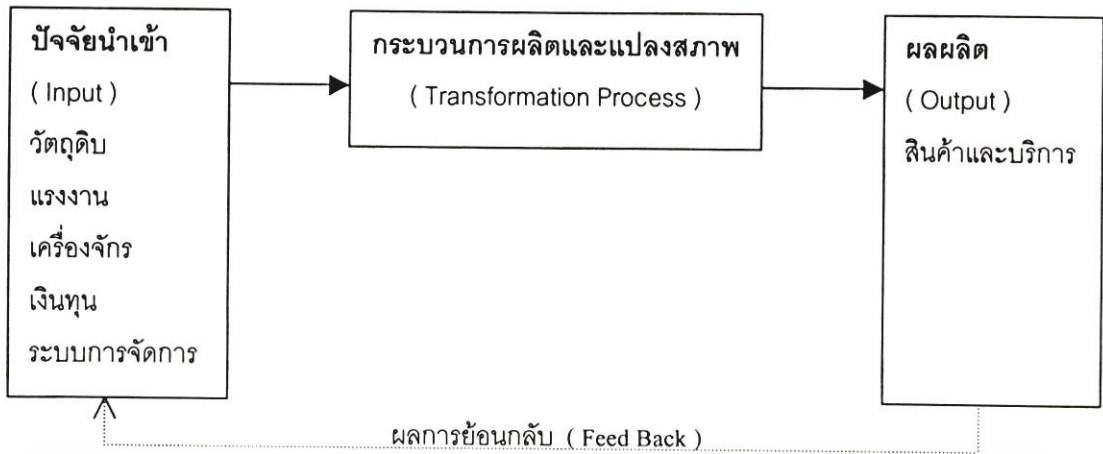 ปัจจัยนำเข้า
( Input )
วัตถุดิบ
แรงงาน
เครื่องจักร
เงินทุน
ระบบการจัดการ
กระบวนการผลิตและแปลงสภาพ
( Transformation Process )
ผลผลิต
( Output )
สินค้าและบริการ
ผลการย้อนกลับ ( Feed Back )